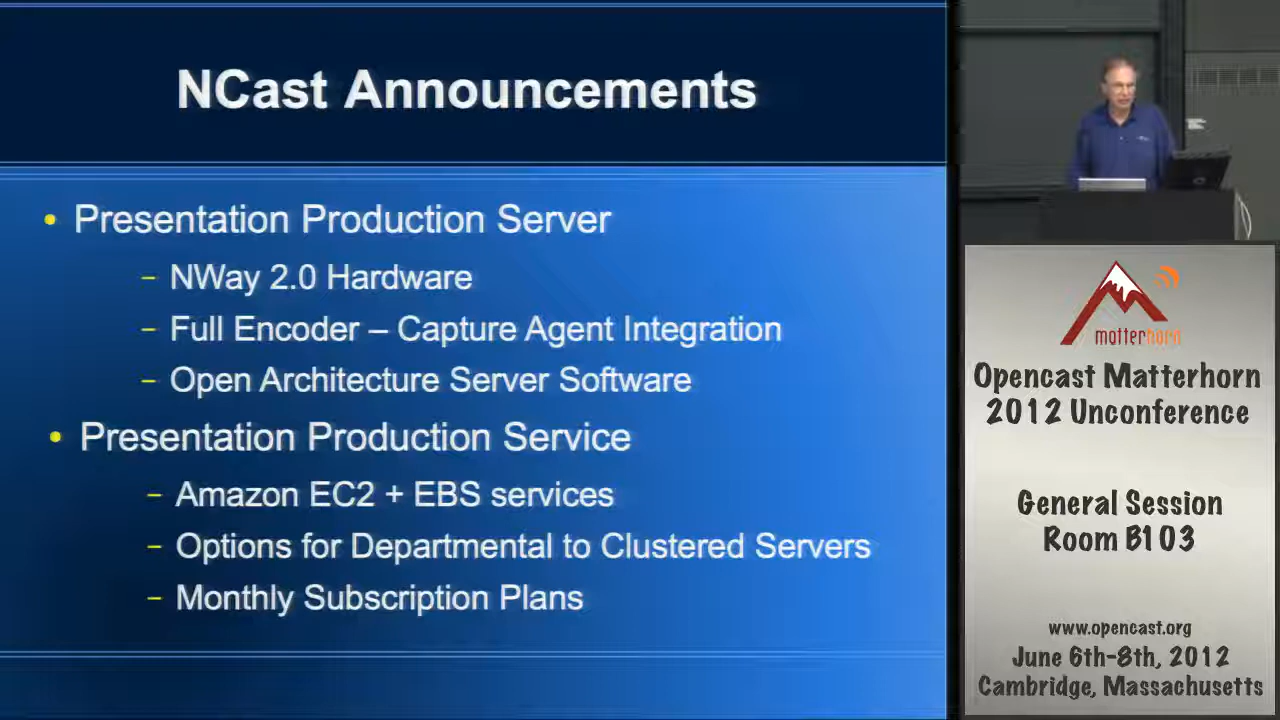 NCast Announcements
• Presentation Production Server
– NWay 2.0 Hardware
– Full Encoder – Capture Agent Integration
– Open Architecture Server Software
• Presentation Production Service
– Amazon EC2 + EBS services
– Options for Departmental to Clustered Servers
– Monthly Subscription Plans
matterhorn
Opencast Matterhorn
2012 Unconference
General Session
Room B103
www.opencast.org
June 6th-8th, 2012
Cambridge, Massachusetts